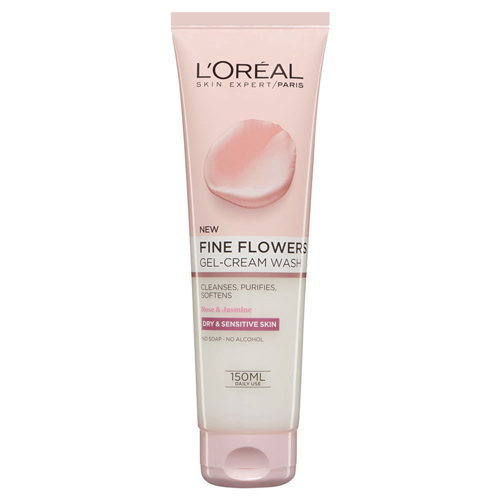 L'ORÉAL
SKIN EXPERT/PARIS
NEW
FINE FLOWERS
GEL-CREAM WASH
CLEANSES, PURIFIES,
SOFTENS
Rose & Jasmine
DRY & SENSITIVE SKIN
NO SOAP - NO ALCOHOL
150ML
DAILY USE